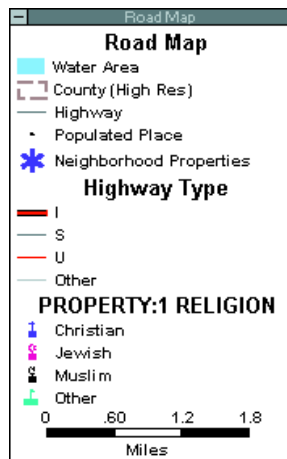 Road Map
Road Map
Water Area
County (High Res)
Highway
Populated Place
Neighborhood Properties
Highway Type
I
S
U
Other
PROPERTY:1 RELIGION
Christian
Jewish
Muslim
Other
0 .60 1.2 1.8
Miles